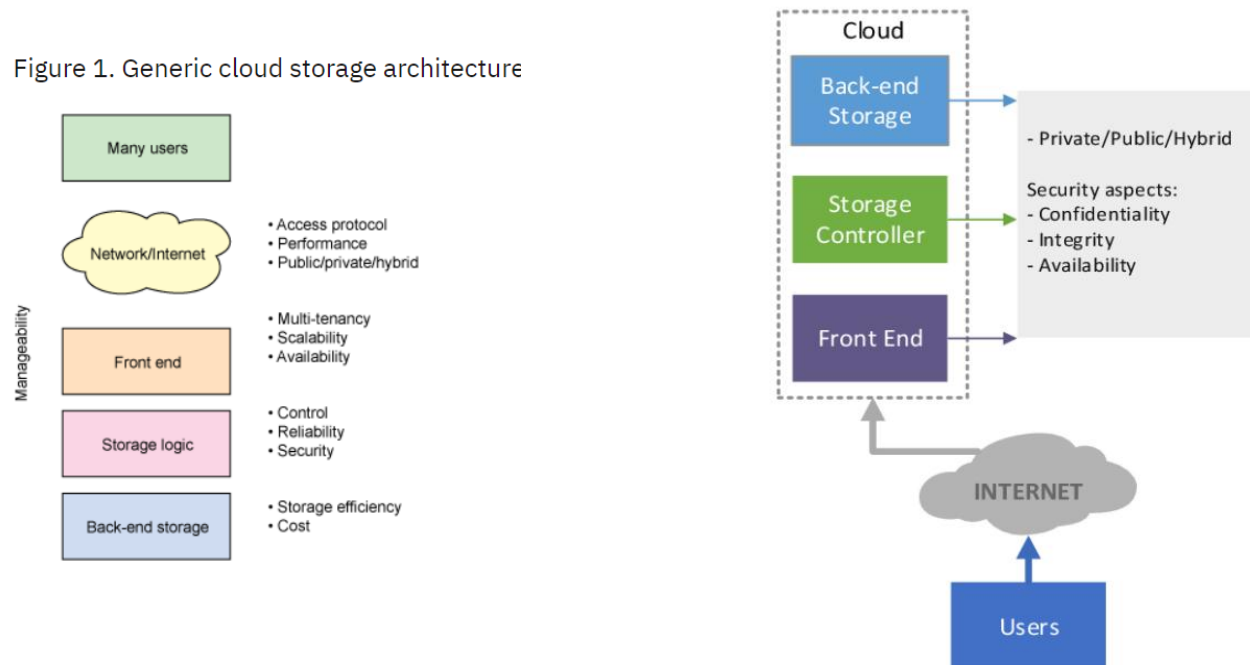 Figure 1. Generic cloud storage architecture
Many users
Network/Internet
• Access protocol
• Performance
• Public/private/hybrid
Manageability
Front end
• Multi-tenancy
• Scalability
• Availability
Storage logic
• Control
• Reliability
• Security
Back-end storage
• Storage efficiency
• Cost
Cloud
Back-end
Storage
Storage
Controller
Front End
- Private/Public/Hybrid
Security aspects:
- Confidentiality
- Integrity
- Availability
INTERNET
Users